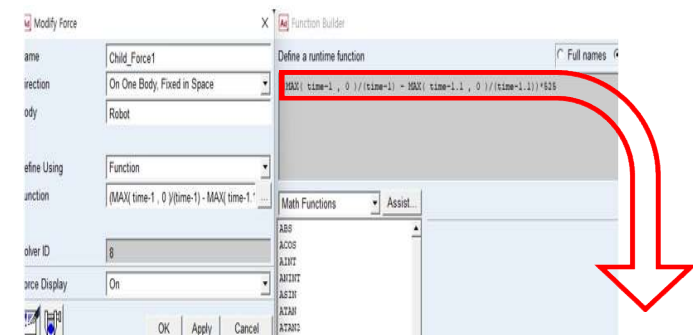 Modify Force
ame
Child_Force1
irection
On One Body, Fixed in Space
ody
Robot
efine Using
Function
unction
(MAX( time-1 , 0 )/(time-1) - MAX( time-1.
...
olver ID
8
orce Display
On
OK Apply Cancel
Function Builder
Define a runtime function
Full names
(MAX( time-1 , 0 )/(time-1) - MAX( time-1.1 , 0 )/(time-1.1))*525
Math Functions
Assist...
ABS
ACOS
AINT
ANINT
ASIN
ATAN
ATAN2